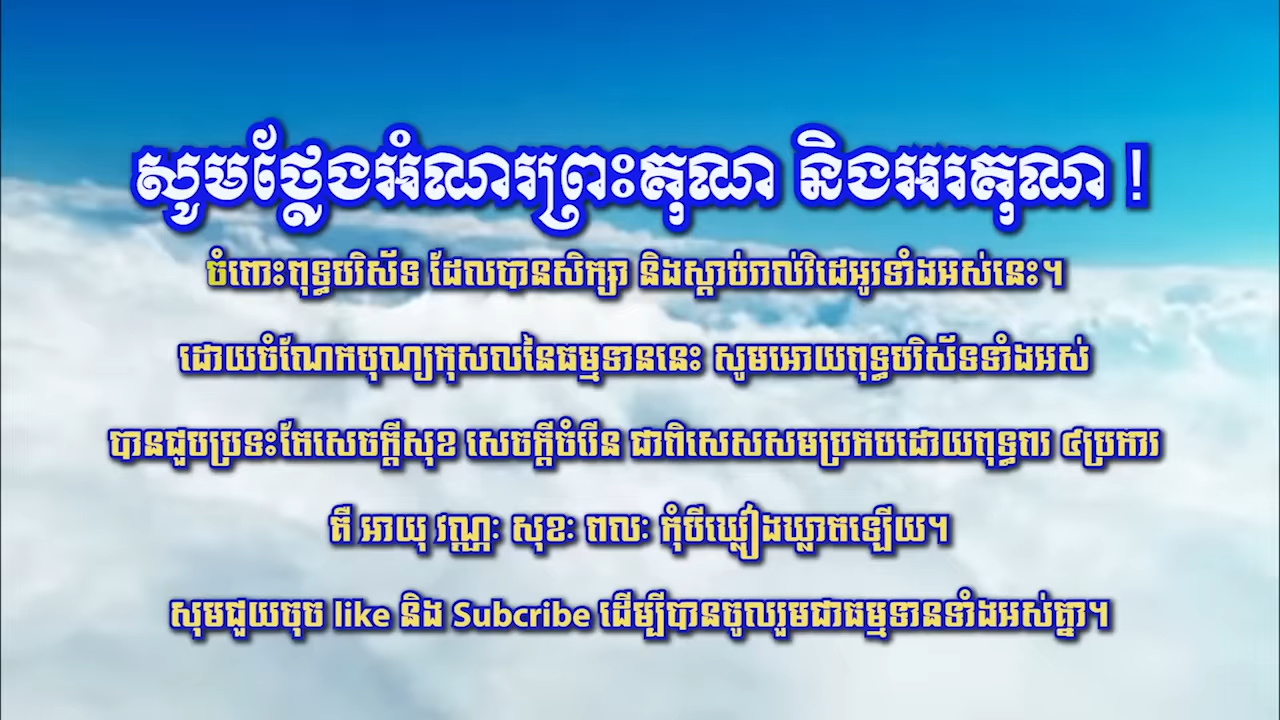 សូមថ្លែងអំណរព្រះគុណ និងអរគុណ !
ចំពោះពុទ្ធបរិស័ទ ដែលបានសិក្សា និងស្តាប់រាល់វិដេអូរទាំងអស់នេះ។
ដោយចំណែកបុណ្យកុសលនៃធម្មទាននេះ សូមអោយពុទ្ធបរិស័ទទាំងអស់
បានជួបប្រទះតែសេចក្តីសុខ សេចក្តីចំរើន ជាពិសេសសមប្រកបដោយពុទ្ធពរ ៤ប្រការ
គឺ អាយុ វណ្ណៈ សុខៈ ពលៈ កុំបីឃ្លៀងឃ្លាតឡើយ។
សុមជួយចុច like និង Subcribe ដើម្បីបានចូលរួមជាធម្មទានទាំងអស់គ្នា។